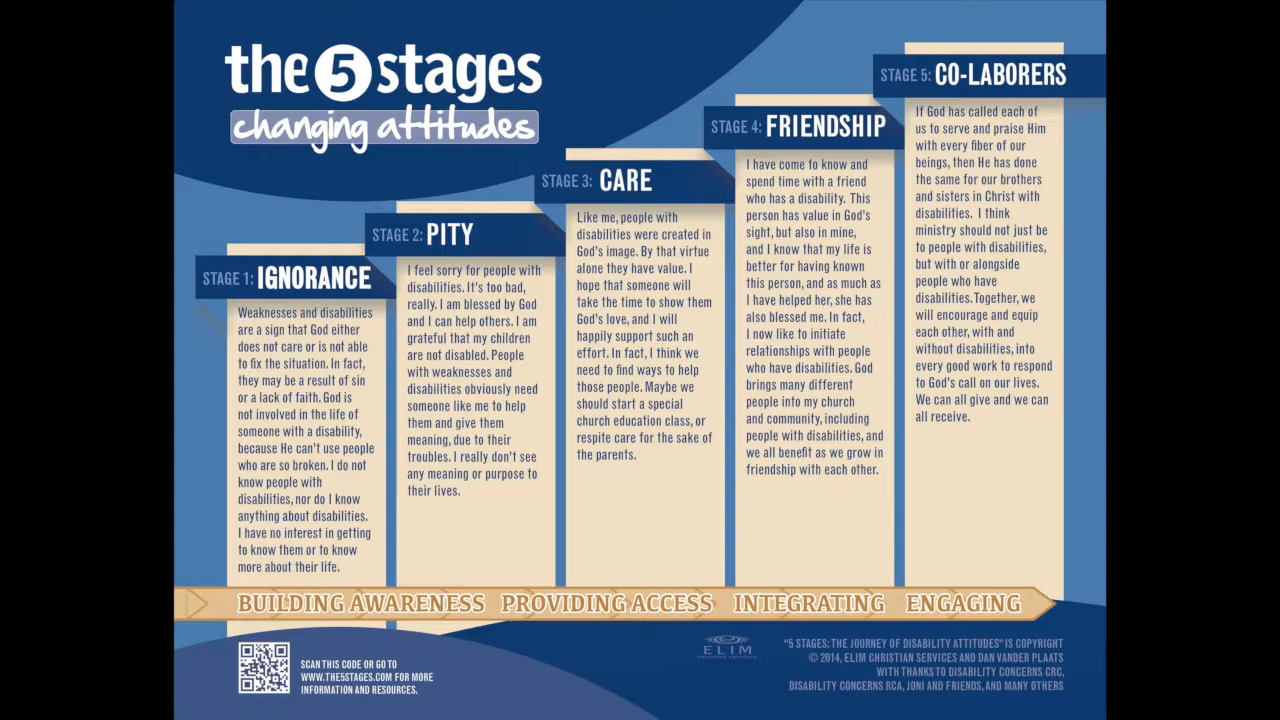 the 5 stages
changing attitudes
STAGE 1: IGNORANCE
Weaknesses and disabilities
are a sign that God either
does not care or is not able
to fix the situation. In fact,
they may be a result of sin
or a lack of faith. God is
not involved in the life of
someone with a disability,
because He can't use people
who are so broken. I do not
know people with
disabilities, nor do I know
anything about disabilities.
I have no interest in getting
to know them or to know
more about their life.
STAGE 2: PITY
I feel sorry for people with
disabilities. It's too bad,
really. I am blessed by God
and I can help others. I am
grateful that my children
are not disabled. People
with weaknesses and
disabilities obviously need
someone like me to help
them and give them
meaning, due to their
troubles. I really don't see
any meaning or purpose to
their lives.
STAGE 3: CARE
Like me, people with
disabilities were created in
God's image. By that virtue
alone they have value. I
hope that someone will
take the time to show them
God's love, and I will
happily support such an
effort. In fact, I think we
need to find ways to help
those people. Maybe we
should start a special
church education class, or
respite care for the sake of
the parents.
STAGE 4: FRIENDSHIP
I have come to know and
spend time with a friend
who has a disability. This
person has value in God's
sight, but also in mine,
and I know that my life is
better for having known
this person, and as much as
I have helped her, she has
also blessed me. In fact,
I now like to initiate
relationships with people
who have disabilities. God
brings many different
people into my church
and community, including
people with disabilities, and
we all benefit as we grow in
friendship with each other.
STAGE 5: CO-LABORERS
If God has called each of
us to serve and praise Him
with every fiber of our
beings, then He has done
the same for our brothers
and sisters in Christ with
disabilities. I think
ministry should not just be
to people with disabilities,
but with or alongside
people who have
disabilities. Together, we
will encourage and equip
each other, with and
without disabilities, into
every good work to respond
to God's call on our lives.
We can all give and we can
all receive.
BUILDING AWARENESS PROVIDING ACCESS INTEGRATING ENGAGING
SCAN THIS CODE OR GO TO
WWW.THE5STAGES.COM FOR MORE
INFORMATION AND RESOURCES.
ELIM
"5 STAGES: THE JOURNEY OF DISABILITY ATTITUDES" IS COPYRIGHT
© 2014, ELIM CHRISTIAN SERVICES AND DAN VANDER PLAATS
WITH THANKS TO DISABILITY CONCERNS CRC,
DISABILITY CONCERNS RCA, JONI AND FRIENDS, AND MANY OTHERS